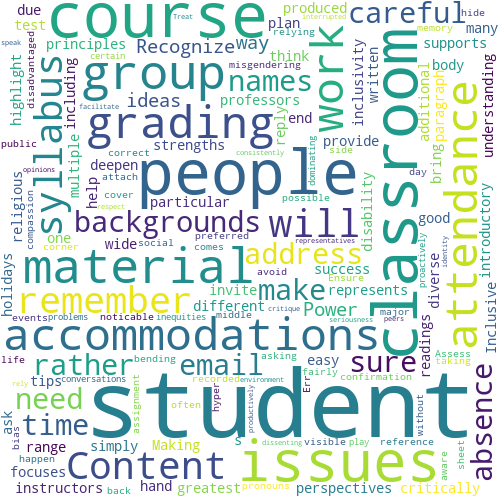 due
course
produced
careful
Treat
interrupted
memory
hide
speak
test
plan
relying
many
Recognize
way
supports
certain
principles
misgendering
think
work
inclusivity
written
body
disadvantaged
highlight
group
names
syllabus
including
ideas
professors
reply
additional
paragraph
understanding
grading
end
classroom
attendance
public
multiple
facilitate
correct
strengths
consistently
side
provide
bring
opinions
deepen
attach
people
dominating
possible
day
religious
compassion
respect
help
cover
particular
disability
good
one
backgrounds
will
corner
wide
social
preferred
representatives
proactively
diverse
identity
introductory
material
comes
avoid
address
success
Ensure
holidays
events
problems
noticable
inequities
different
invite
critique
represents
seriousness
major
peers
readings
Inclusive
remember
middle
make
Power
life
conversations
bending
asking
fairly
easy
Assess
taking
accommodations
environment
confirmation
rely
tips
rather
recorded
email
Err
sure
absence
need
often
hyper
productively
dissenting
without
ask
bias
range
assignment
simply
Making
s
visible
play
reference
aware
sheet
time
student
happen
focuses
Content
pronouns
issues
instructors
back
hand
greatest
perspectives
critically